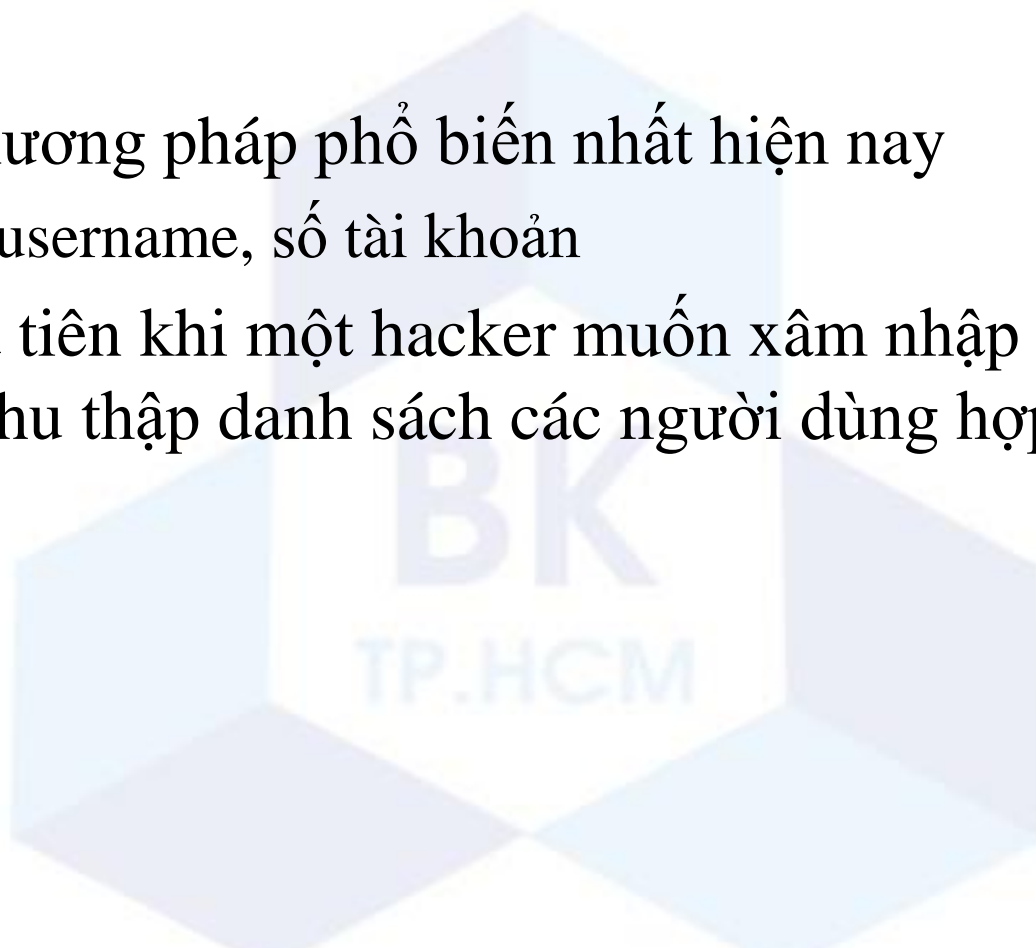 ương pháp phổ biến nhất hiện nay
username, số tài khoản
tiên khi một hacker muốn xâm nhập
hu thập danh sách các người dùng hợp
BK
TP.HCM